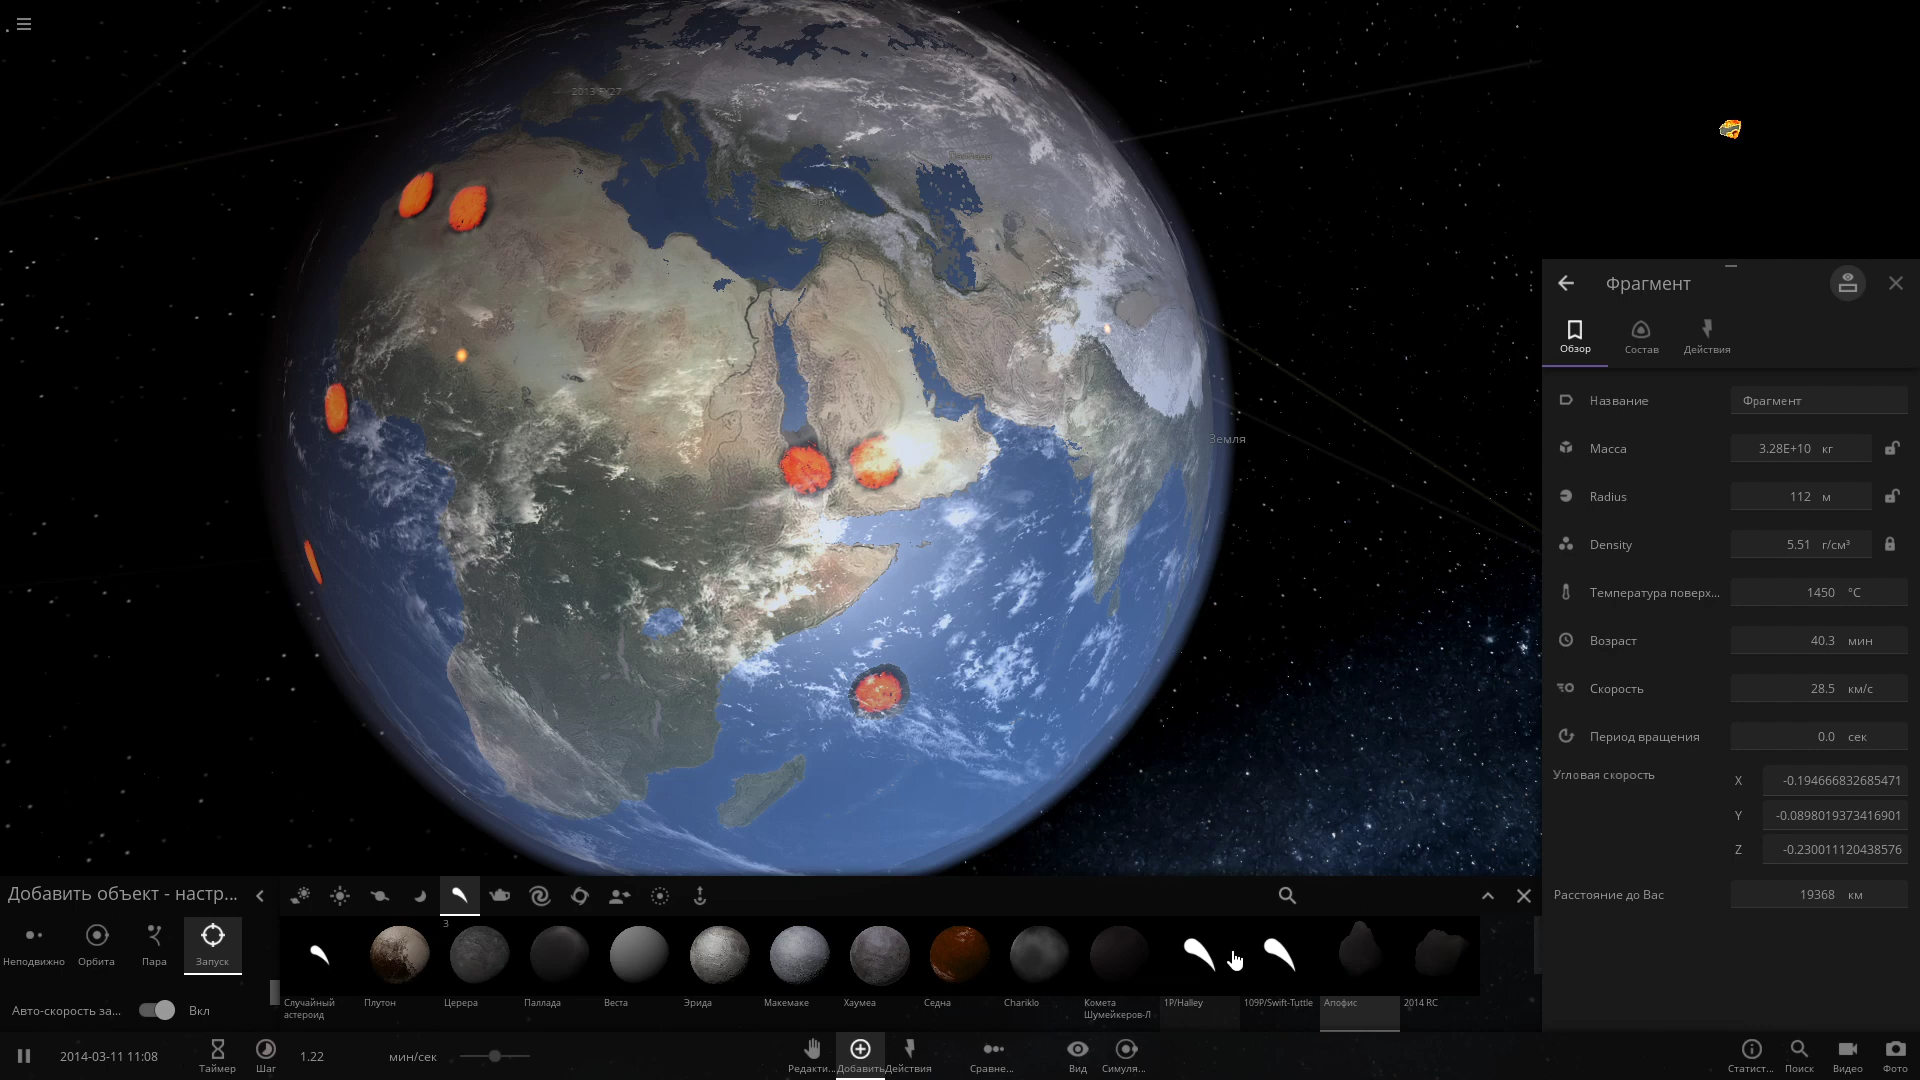 2013 FY27
Паллада
Земля
Фрагмент
Обзор
Состав
Действия
Название
Фрагмент
Масса
3.28E+10 кг
Radius
112 м
Density
5.51 г/см³
Температура поверх...
1450 °C
Возраст
40.3 мин
Скорость
28.5 км/с
Период вращения
0.0 сек
Угловая скорость
X -0.194666832685471
Y -0.0898019373416901
Z -0.230011120438576
Расстояние до Вас
19368 км
Добавить объект - настр...
Неподвижно
Орбита
Пара
Запуск
Авто-скорость за...
Вкл
3
Случайный
астероид
Плутон
Церера
Паллада
Веста
Эрида
Макемаке
Хаумеа
Седна
Chariklo
Комета
Шумейкеров-Л
1P/Halley
109P/Swift-Tuttle
Апофис
2014 RC
2014-03-11 11:08
Таймер
Шаг
1.22
мин/сек
Редакти...
Добавить
Действия
Сравне...
Вид
Симуля...
Статист...
Поиск
Видео
Фото